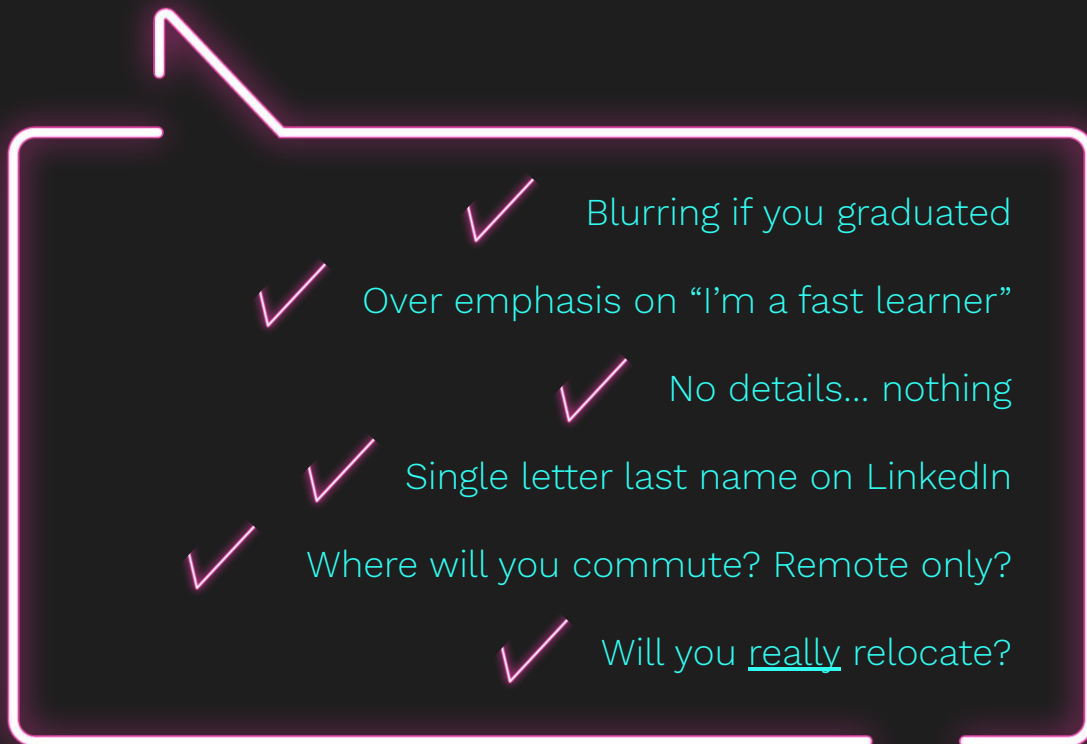 Blurring if you graduated
Over emphasis on “I’m a fast learner”
No details... nothing
Single letter last name on LinkedIn
Where will you commute? Remote only?
Will you really relocate?